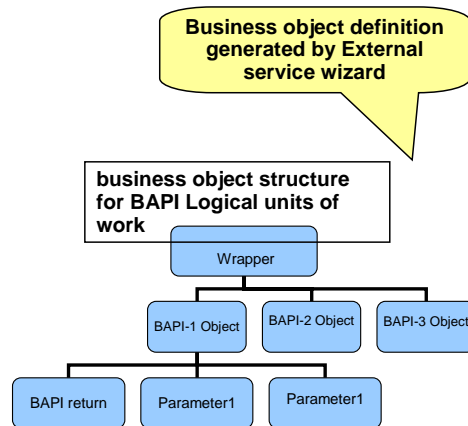 Business object definition
generated by External
service wizard
business object structure
for BAPI Logical units of
work
Wrapper
BAPI-1 Object
BAPI-2 Object
BAPI-3 Object
BAPI return
Parameter1
Parameter1